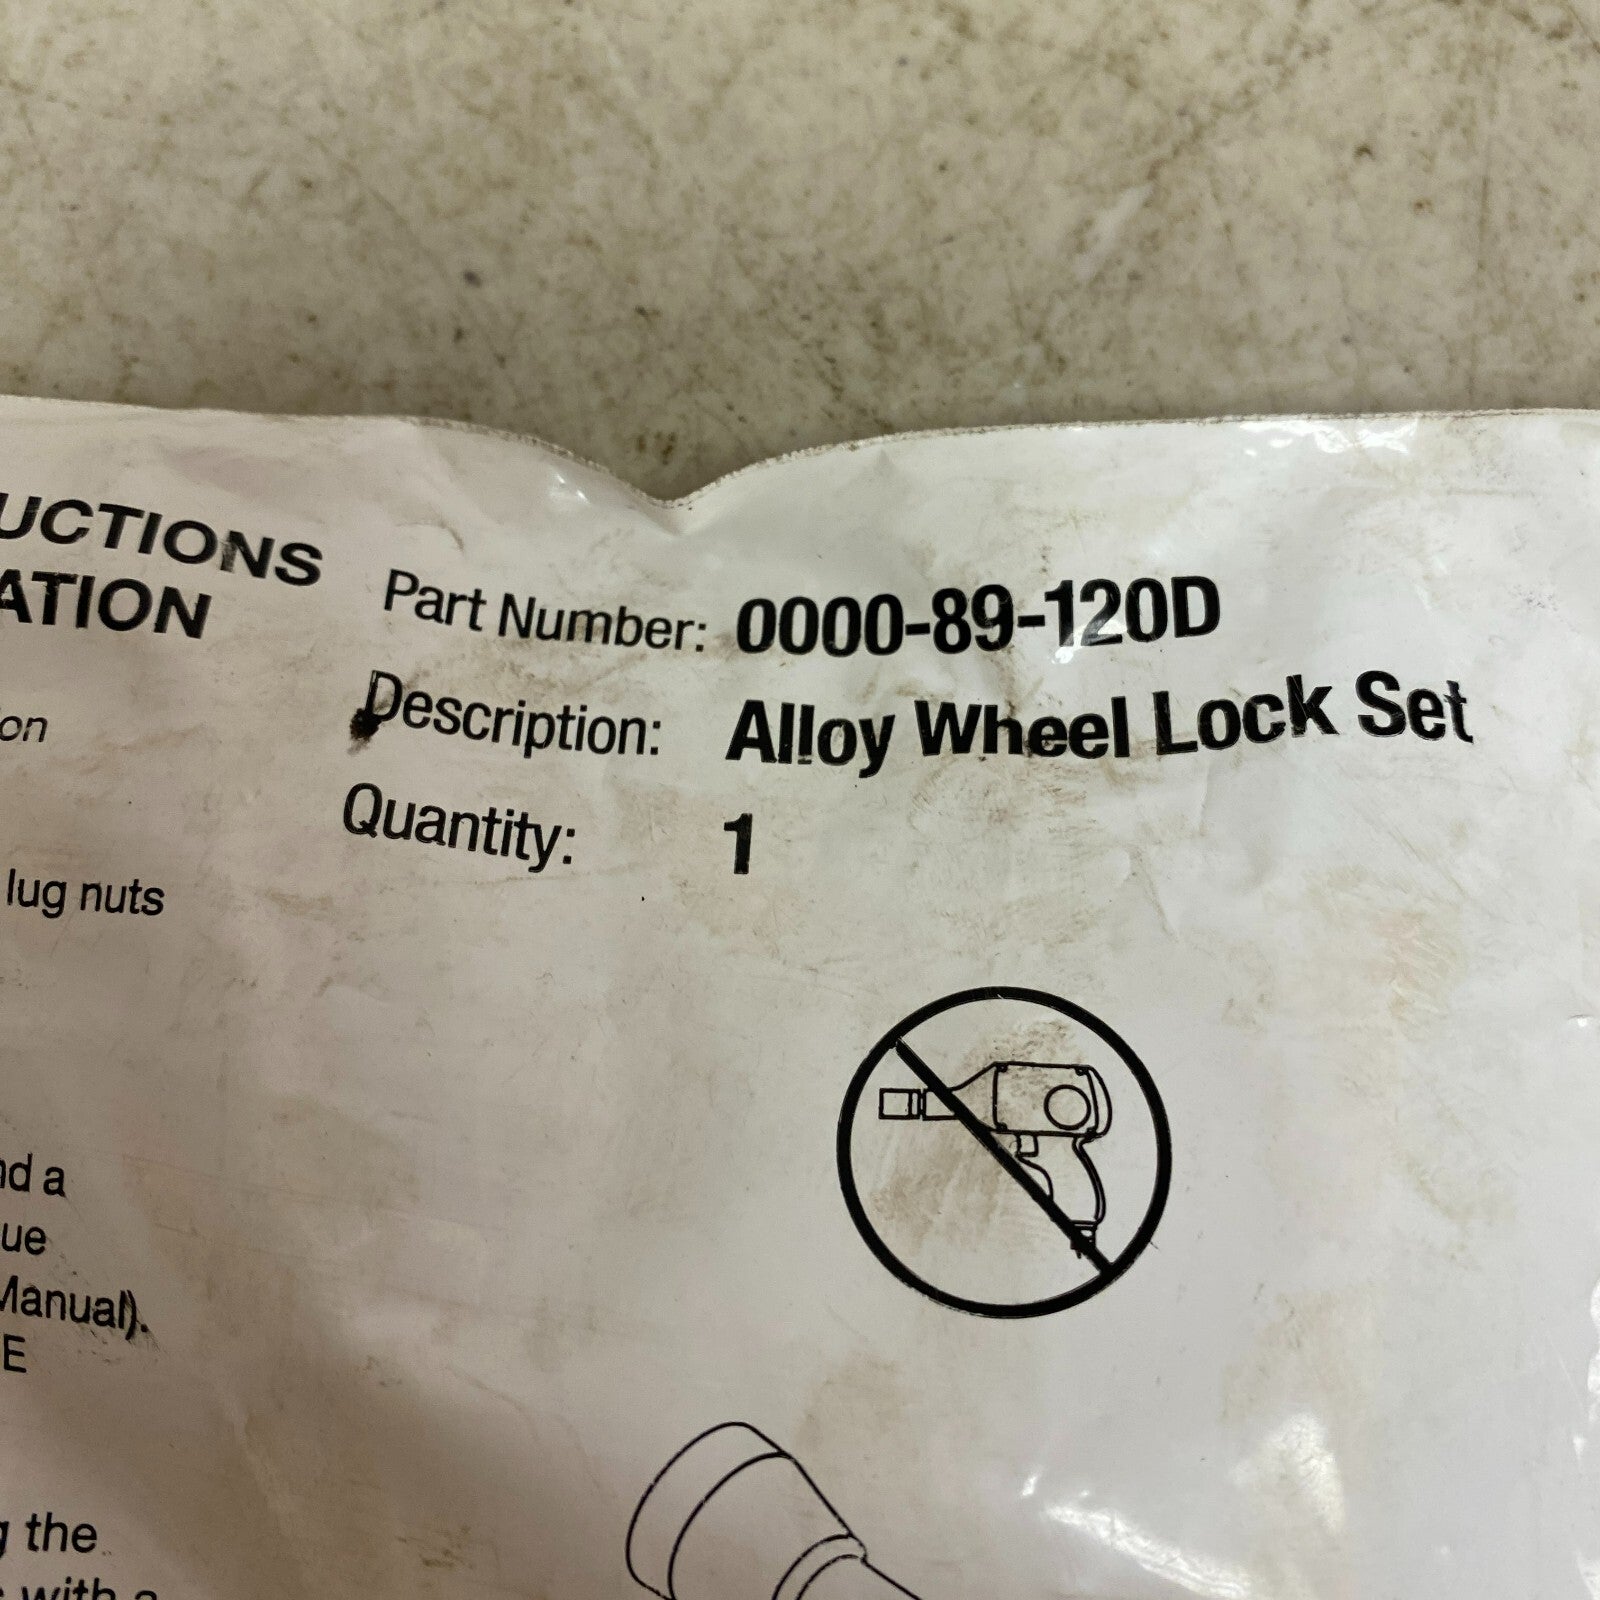 UCTIONS
ATION
Part Number: 0000-89-120D
Description: Alloy Wheel Lock Set
Quantity: 1
on
lug nuts
nd a
ue
Manual).
E
g the
with a